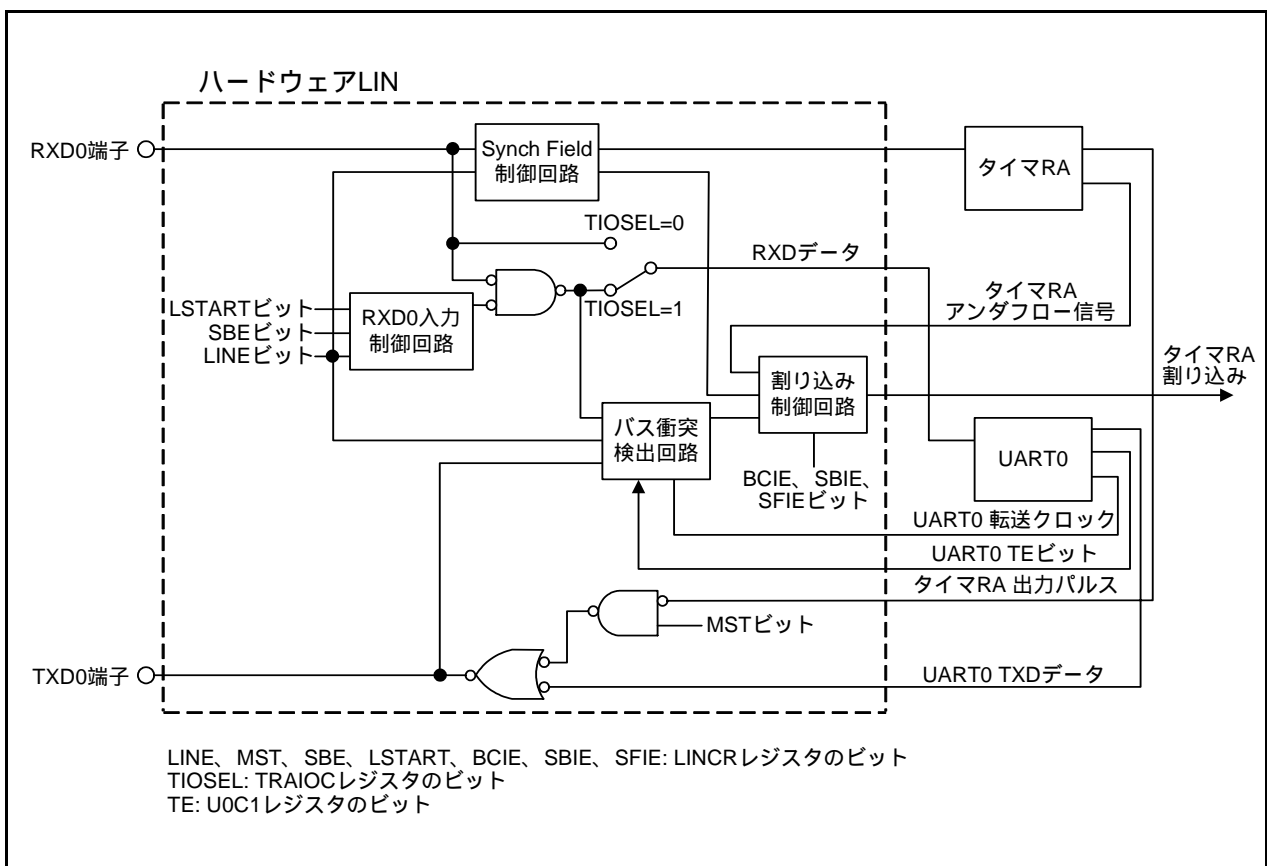 ハードウェアLIN
RXD0端子
Synch Field
制御回路
タイマRA
TIOSEL=0
RXDデータ
TIOSEL=1
LSTARTビット
SBEビット
LINEビット
RXD0入力
制御回路
タイマRA
アンダフロー信号
割り込み
制御回路
タイマRA
割り込み
バス衝突
検出回路
UART0
BCIE、SBIE、
SFIEビット
UART0 転送クロック
UART0 TEビット
タイマRA 出力パルス
MSTビット
TXD0端子
UART0 TXDデータ
LINE、MST、SBE、LSTART、BCIE、SBIE、SFIE: LINCRレジスタのビット
TIOSEL: TRAIOCレジスタのビット
TE: U0C1レジスタのビット